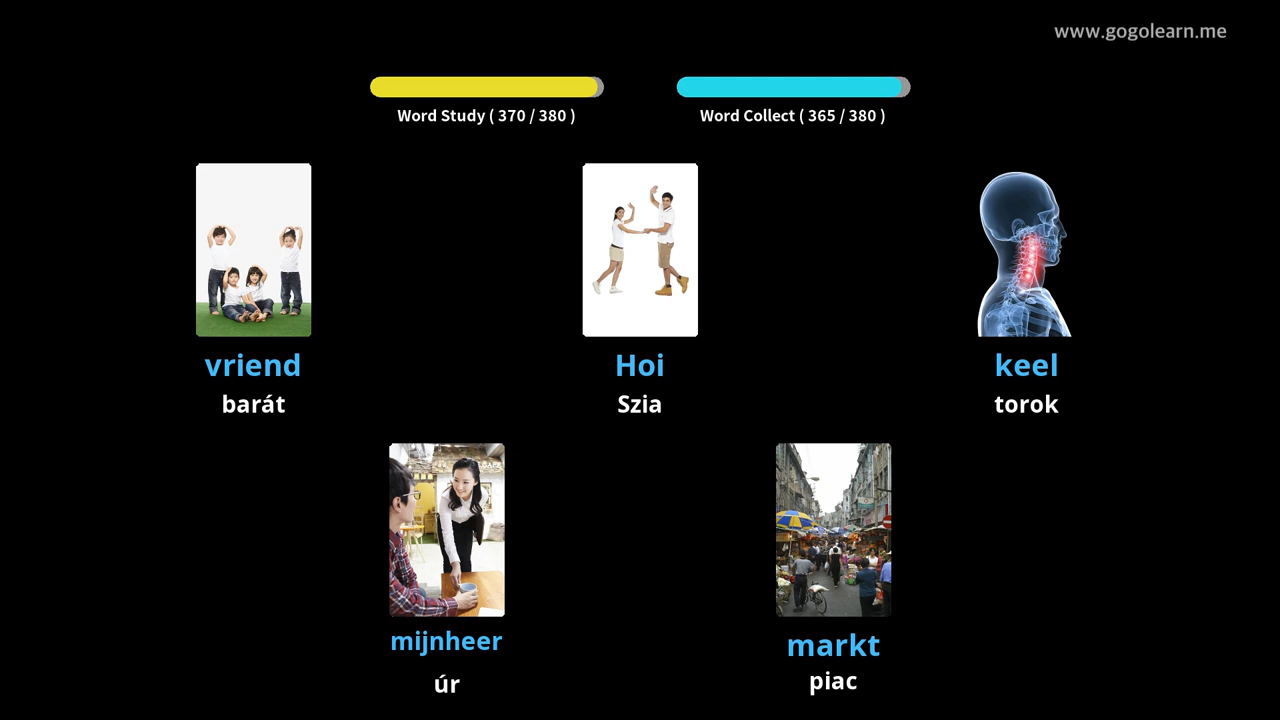 www.gogolearn.me
Word Study ( 370 / 380 )
Word Collect ( 365 / 380 )
vriend
barát
Hoi
Szia
keel
torok
mijnheer
úr
markt
piac